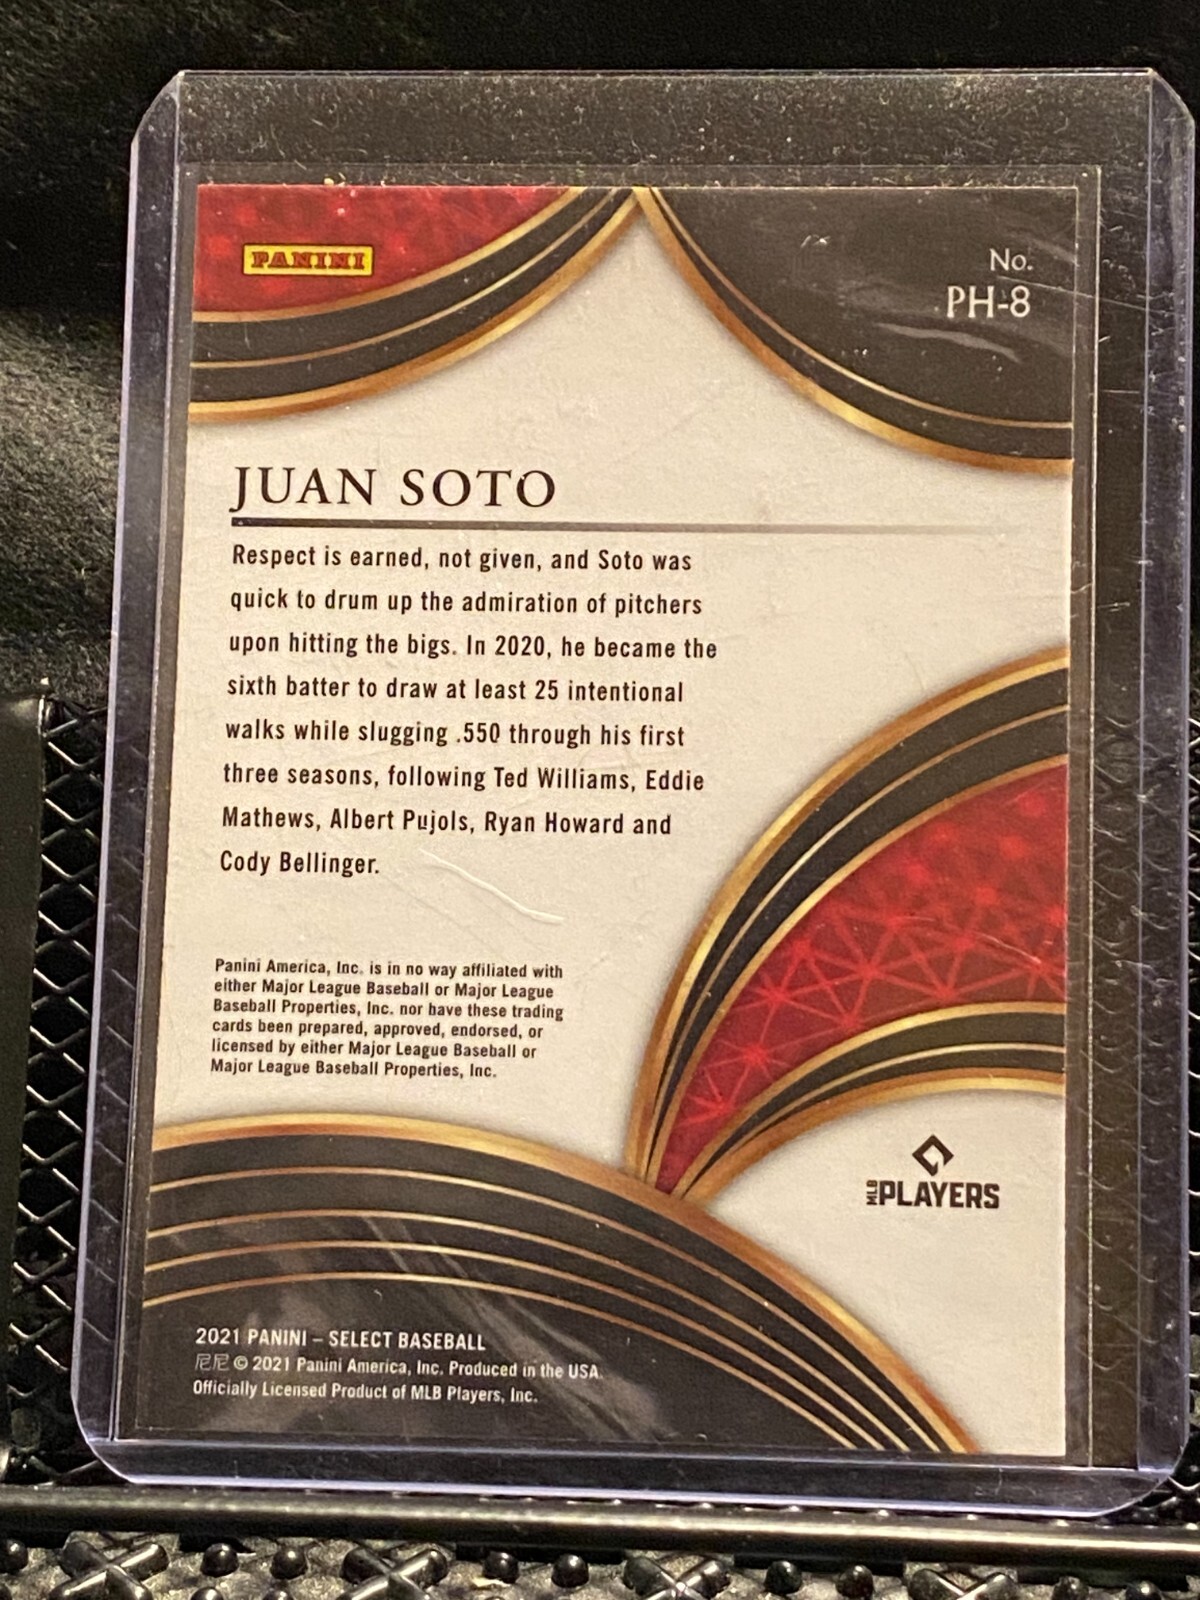 PANINI
No.
PH-8
JUAN SOTO
Respect is earned, not given, and Soto was
quick to drum up the admiration of pitchers
upon hitting the bigs. In 2020, he became the
sixth batter to draw at least 25 intentional
walks while slugging .550 through his first
three seasons, following Ted Williams, Eddie
Mathews, Albert Pujols, Ryan Howard and
Cody Bellinger.
Panini America, Inc. is in no way affiliated with
either Major League Baseball or Major League
Baseball Properties, Inc. nor have these trading
cards been prepared, approved, endorsed, or
licensed by either Major League Baseball or
Major League Baseball Properties, Inc.
MLB PLAYERS
2021 PANINI – SELECT BASEBALL
© 2021 Panini America, Inc. Produced in the USA.
Officially Licensed Product of MLB Players, Inc.